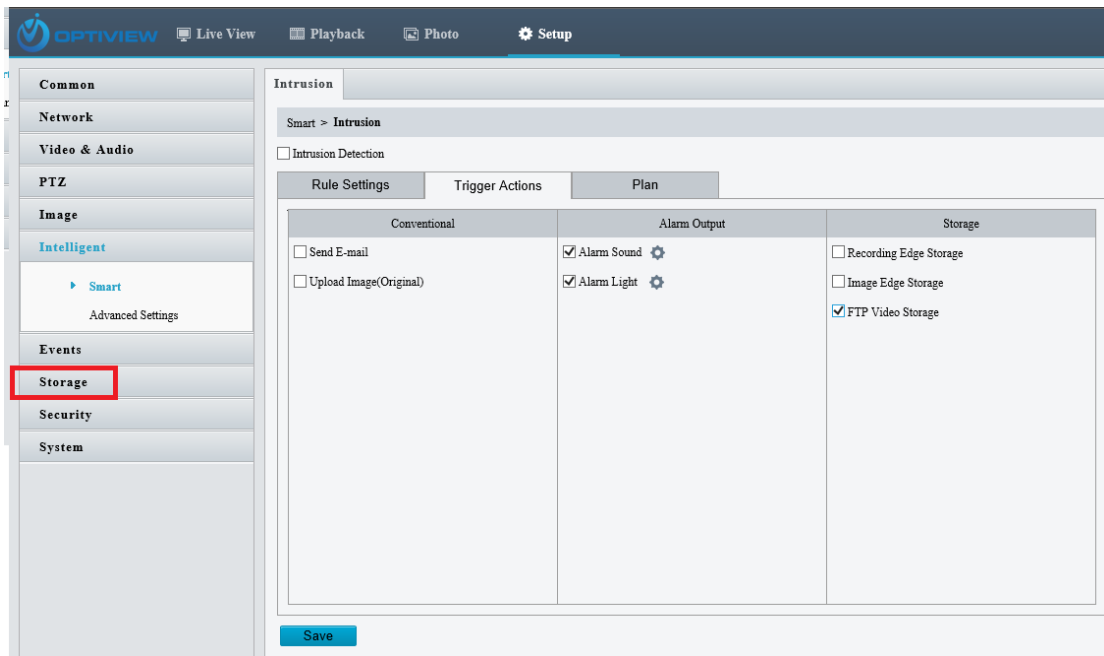 OPTIVIEW Live View Playback Photo Setup
Common
Network
Video & Audio
PTZ
Image
Intelligent
Smart
Advanced Settings
Events
Storage
Security
System
Intrusion
Smart > Intrusion
Intrusion Detection
Rule Settings Trigger Actions Plan
Conventional Alarm Output Storage
Send E-mail Alarm Sound Recording Edge Storage
Upload Image(Original) Alarm Light Image Edge Storage
FTP Video Storage
Save